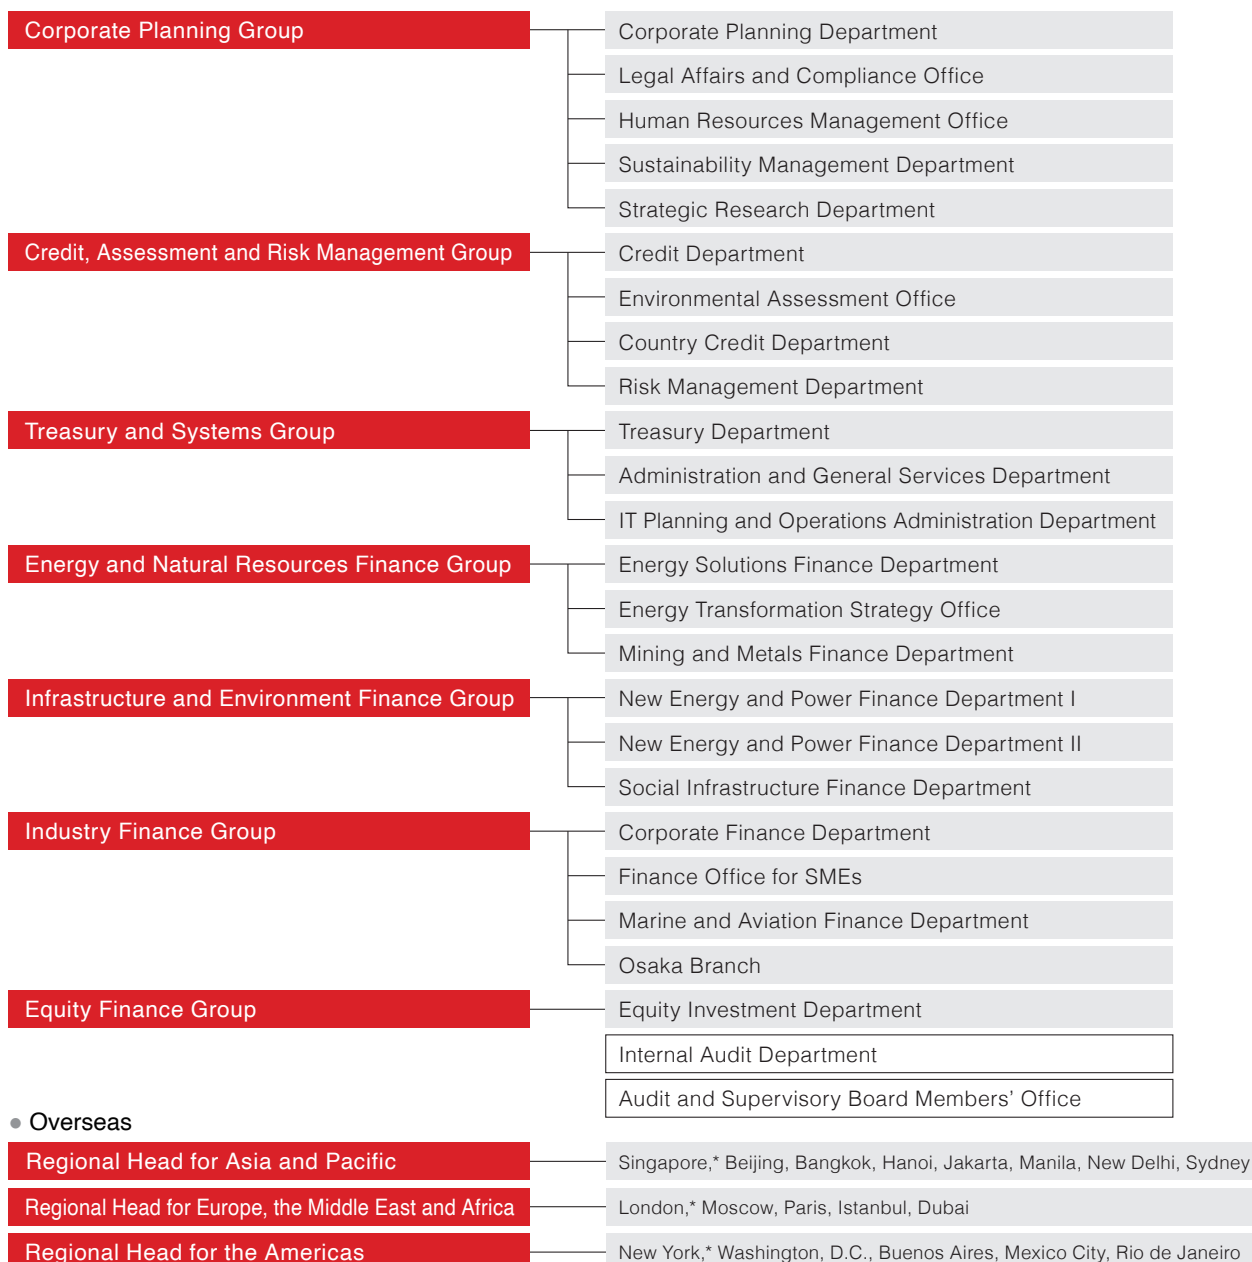 Corporate Planning Group
Corporate Planning Department
Legal Affairs and Compliance Office
Human Resources Management Office
Sustainability Management Department
Strategic Research Department
Credit, Assessment and Risk Management Group
Credit Department
Environmental Assessment Office
Country Credit Department
Risk Management Department
Treasury and Systems Group
Treasury Department
Administration and General Services Department
IT Planning and Operations Administration Department
Energy and Natural Resources Finance Group
Energy Solutions Finance Department
Energy Transformation Strategy Office
Mining and Metals Finance Department
Infrastructure and Environment Finance Group
New Energy and Power Finance Department I
New Energy and Power Finance Department II
Social Infrastructure Finance Department
Industry Finance Group
Corporate Finance Department
Finance Office for SMEs
Marine and Aviation Finance Department
Osaka Branch
Equity Finance Group
Equity Investment Department
Internal Audit Department
Audit and Supervisory Board Members’ Office
● Overseas
Regional Head for Asia and Pacific
Singapore,* Beijing, Bangkok, Hanoi, Jakarta, Manila, New Delhi, Sydney
Regional Head for Europe, the Middle East and Africa
London,* Moscow, Paris, Istanbul, Dubai
Regional Head for the Americas
New York,* Washington, D.C., Buenos Aires, Mexico City, Rio de Janeiro